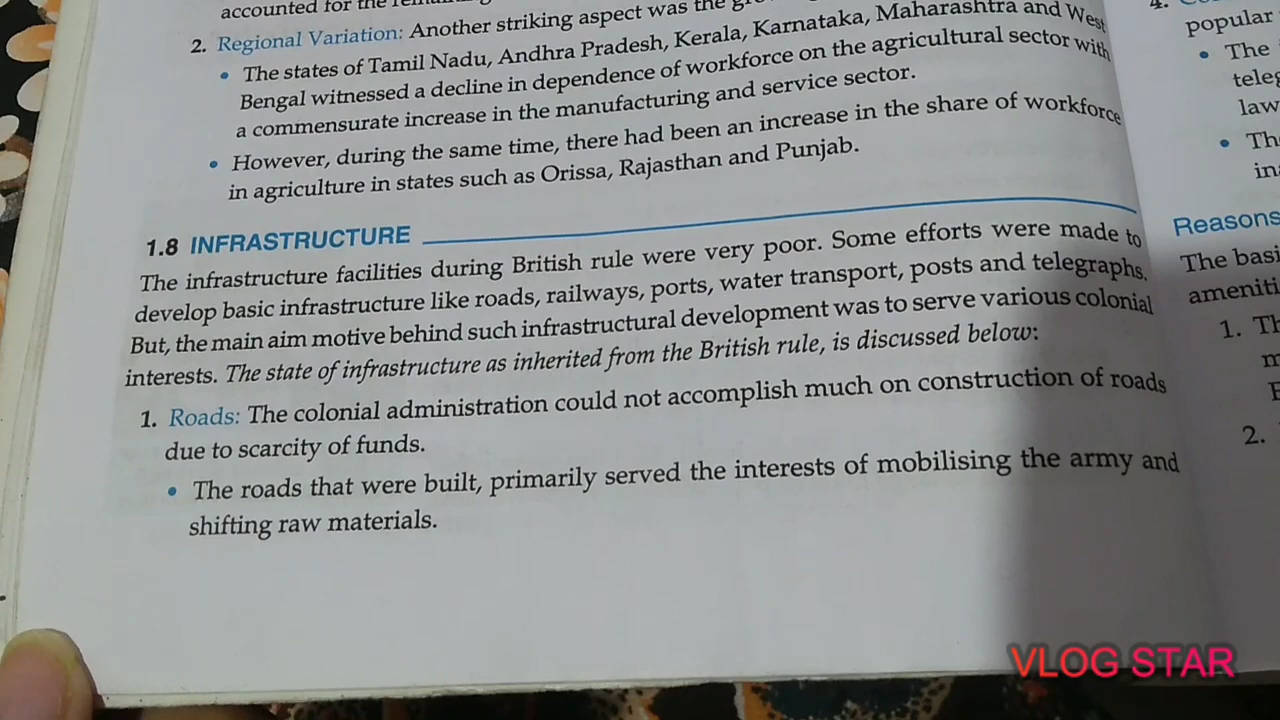 accounted for the
2. Regional Variation: Another striking aspect was the
• The states of Tamil Nadu, Andhra Pradesh, Kerala, Karnataka, Maharashtra and West
Bengal witnessed a decline in dependence of workforce on the agricultural sector with
a commensurate increase in the manufacturing and service sector.
• However, during the same time, there had been an increase in the share of workforce
in agriculture in states such as Orissa, Rajasthan and Punjab.
1.8 INFRASTRUCTURE
The infrastructure facilities during British rule were very poor. Some efforts were made to
develop basic infrastructure like roads, railways, ports, water transport, posts and telegraphs.
But, the main aim motive behind such infrastructural development was to serve various colonial
interests. The state of infrastructure as inherited from the British rule, is discussed below:
1. Roads: The colonial administration could not accomplish much on construction of roads
due to scarcity of funds.
• The roads that were built, primarily served the interests of mobilising the army and
shifting raw materials.
4.
popular
• The
law
•
Reasons
The basi
ameniti
1.
2.
VLOG STAR